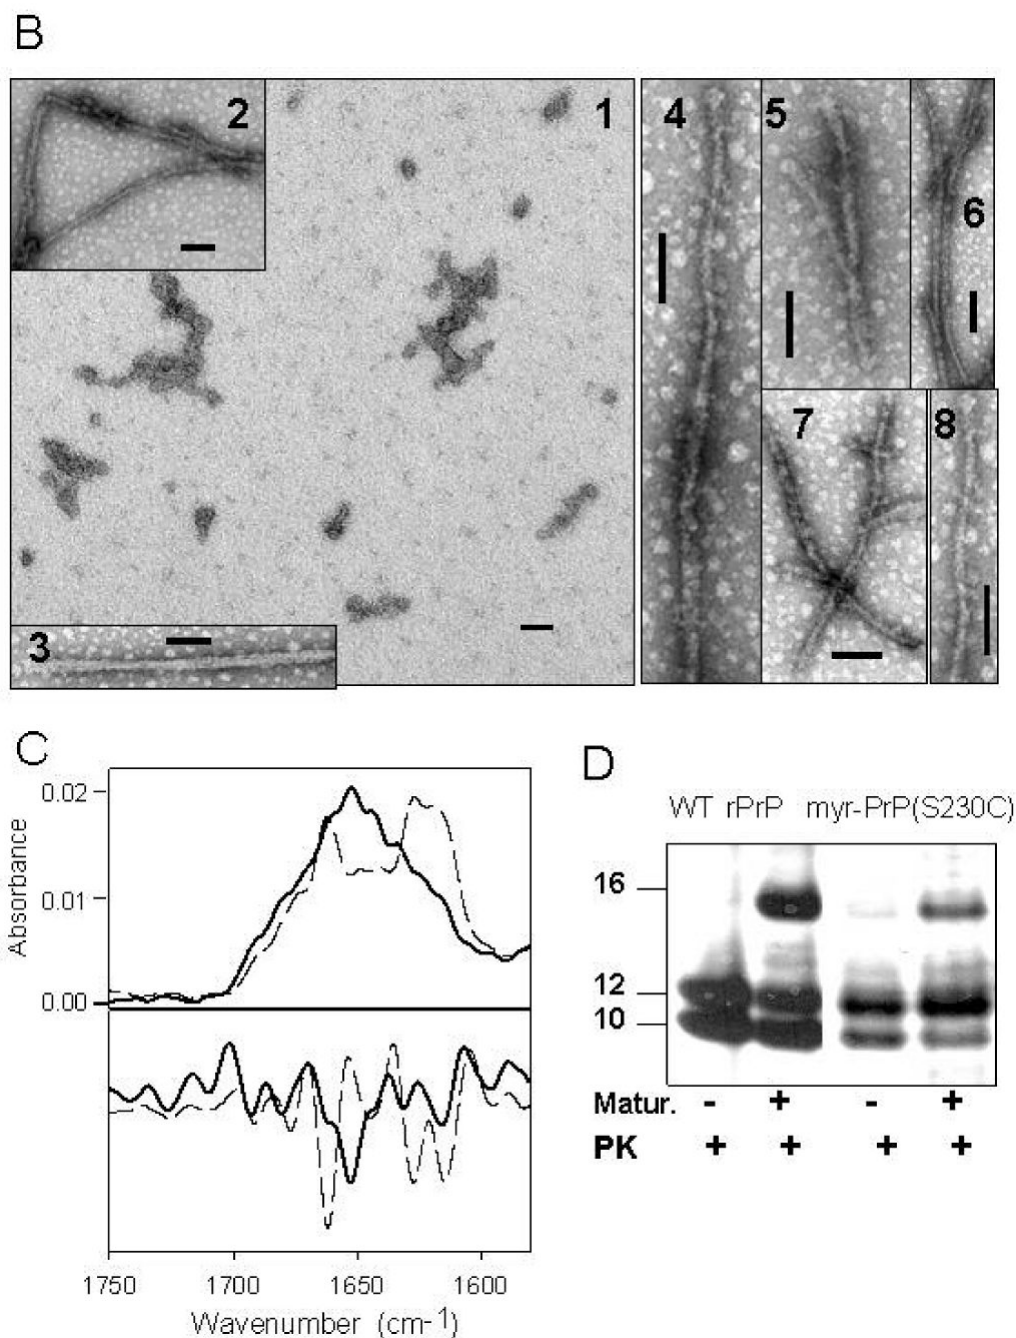 B
2
1
4
5
6
7
8
3
C
0.02
0.01
0.00
Absorbance
1750 1700 1650 1600
Wavenumber (cm-1)
D
WT rPrP myr-PrP(S230C)
16
12
10
Matur. - + - +
PK + + + +